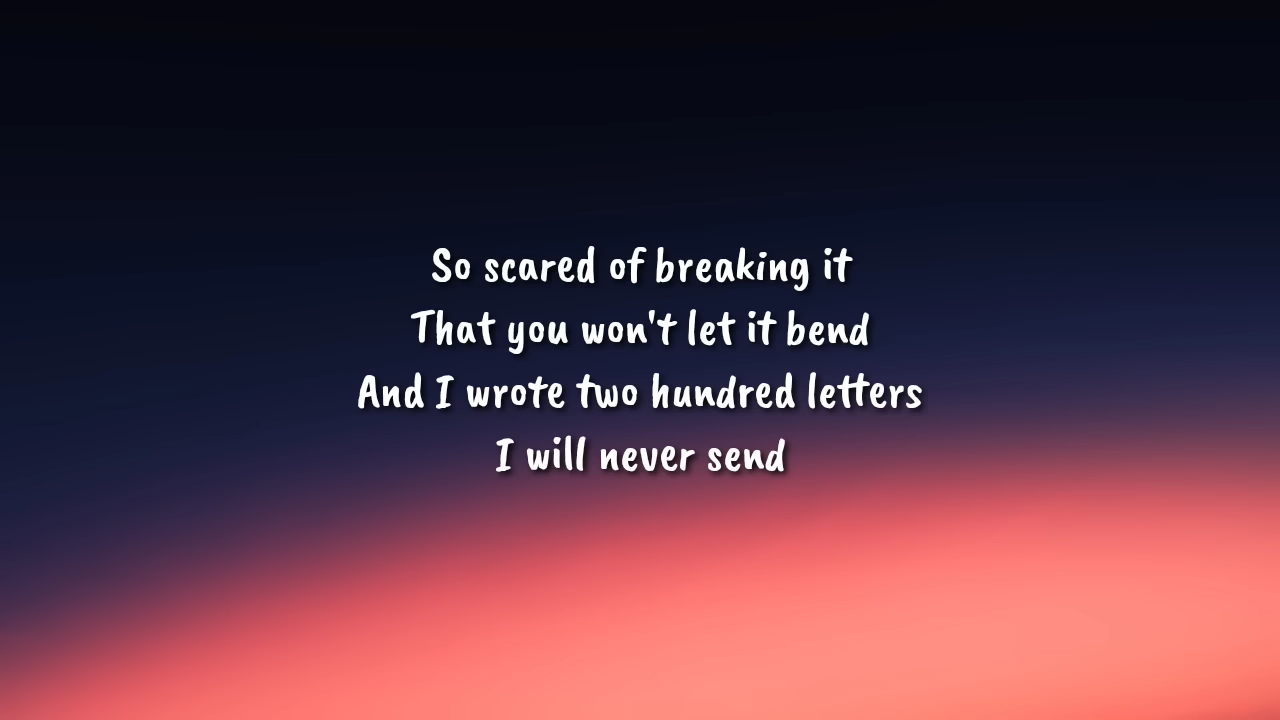 So scared of breaking it
That you won't let it bend
And I wrote two hundred letters
I will never send